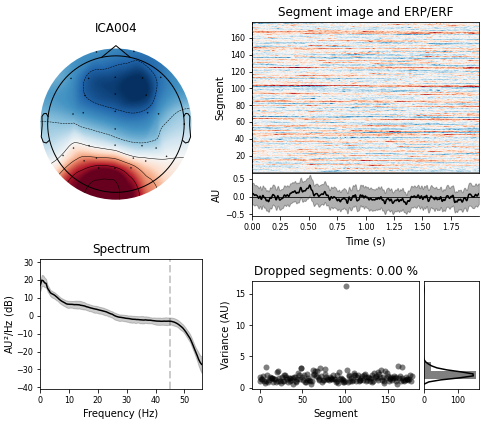 ICA004
Segment image and ERP/ERF
160
140
120
100
80
60
40
20
Segment
0.5
0.0
−0.5
AU
0.00 0.25 0.50 0.75 1.00 1.25 1.50 1.75
Time (s)
Spectrum
30
20
10
0
−10
−20
−30
−40
AU²/Hz (dB)
0 10 20 30 40 50
Frequency (Hz)
Dropped segments: 0.00 %
15
10
5
0
Variance (AU)
0 50 100 150
Segment
0 100